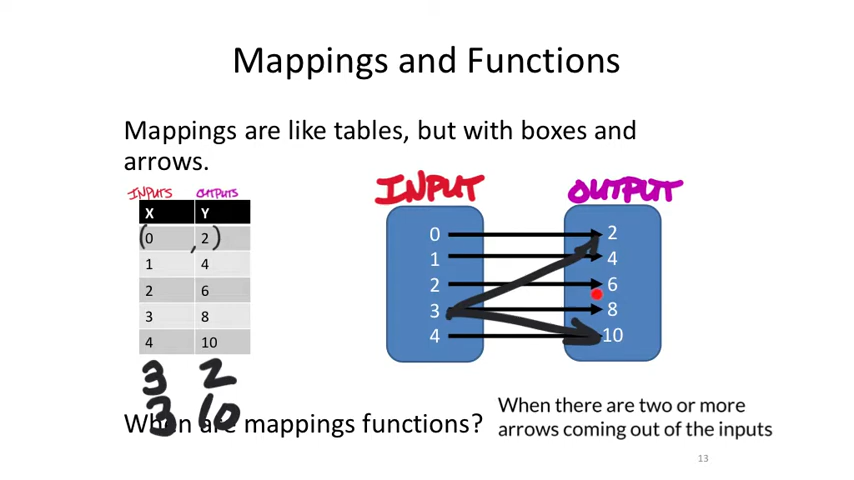 Mappings and Functions
Mappings are like tables, but with boxes and
arrows.
INPUTS OUTPUTS
X Y
(0 , 2)
1 4
2 6
3 8
4 10
3 2
3 10
INPUT OUTPUT
0 2
1 4
2 6
3 8
4 10
When are mappings functions?
When there are two or more
arrows coming out of the inputs
13